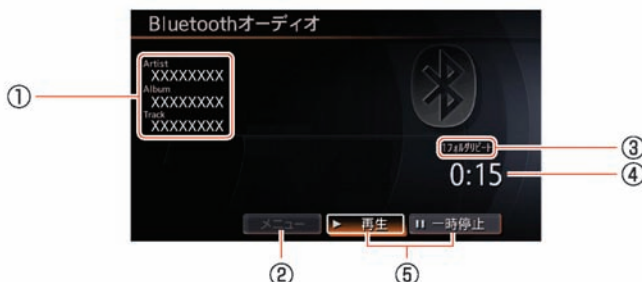 Bluetoothオーディオ
Artist
XXXXXXXX
Album
XXXXXXXX
Track
XXXXXXXX
①
1フォルダリピート
③
0:15
④
メニュー
▶ 再生
II 一時停止
②
⑤